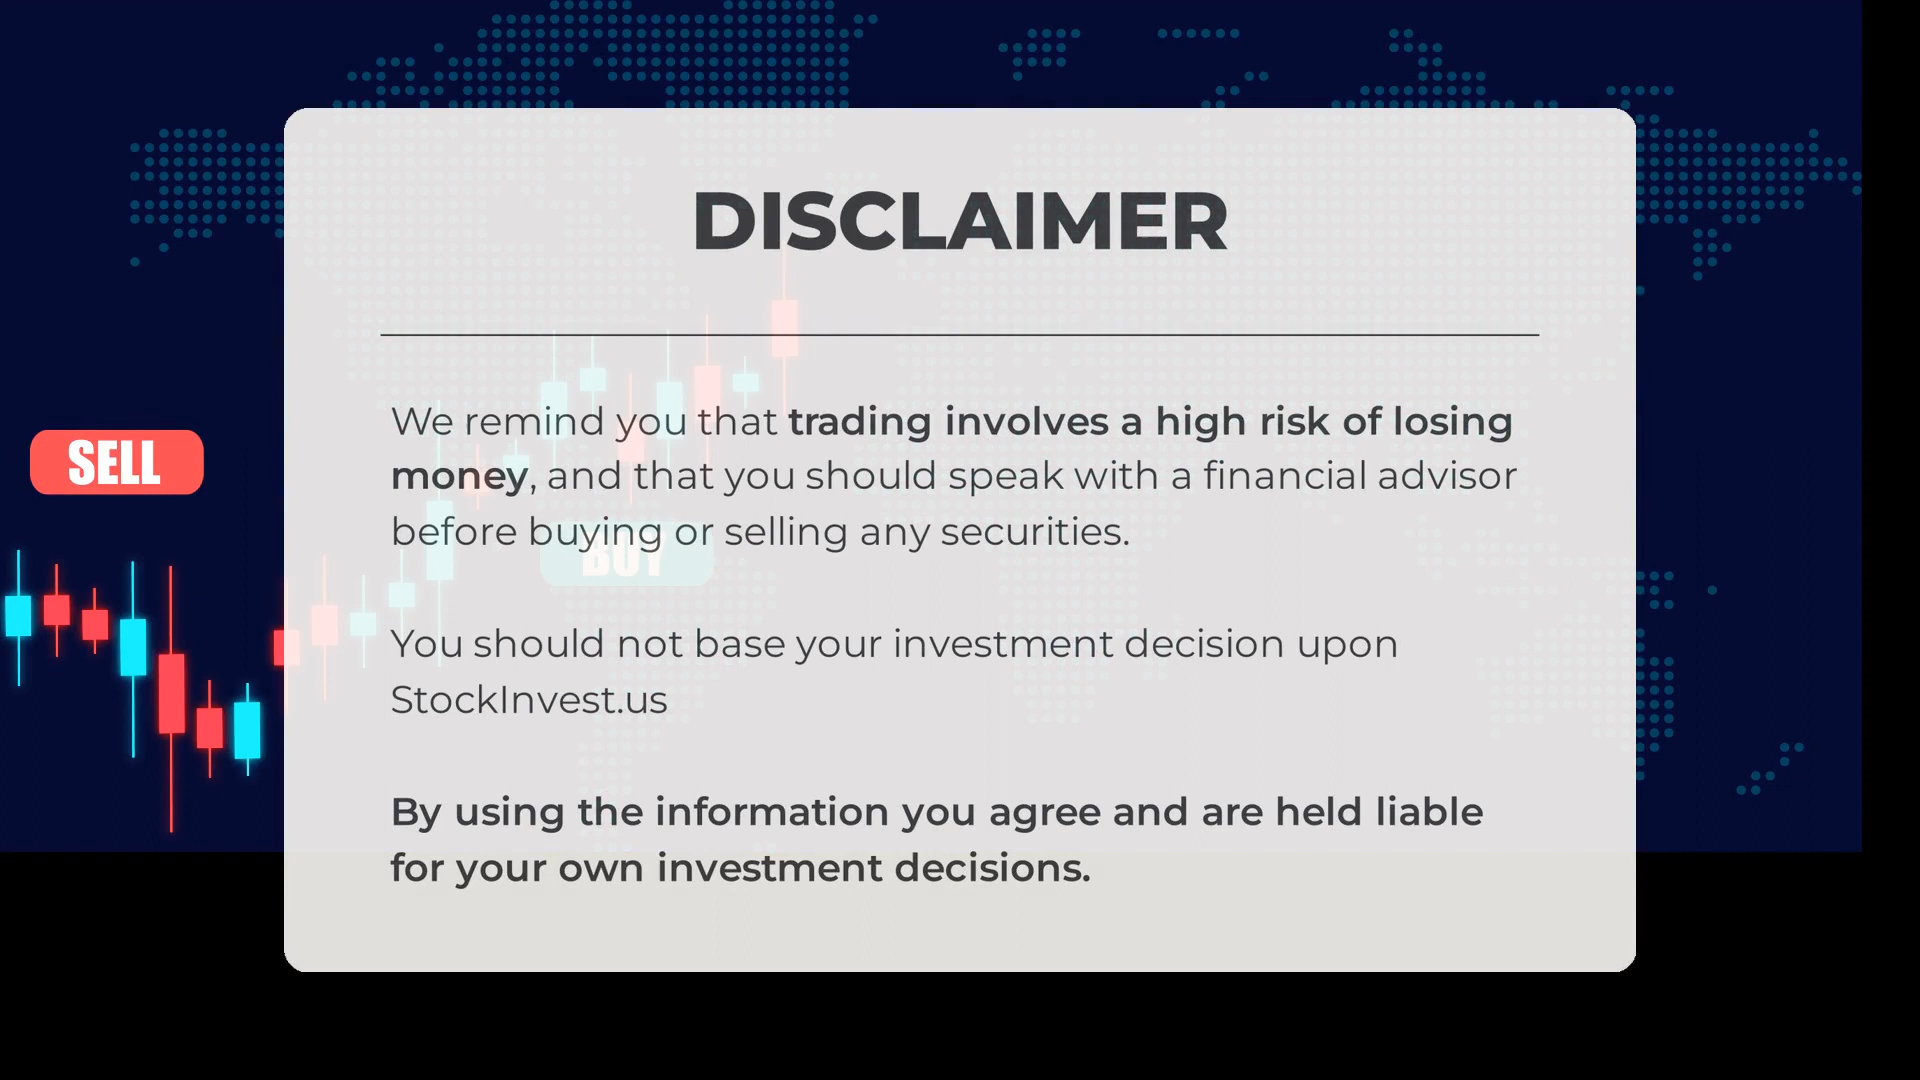 DISCLAIMER
SELL
We remind you that trading involves a high risk of losing
money, and that you should speak with a financial advisor
before buying or selling any securities.
BUY
You should not base your investment decision upon
StockInvest.us
By using the information you agree and are held liable
for your own investment decisions.